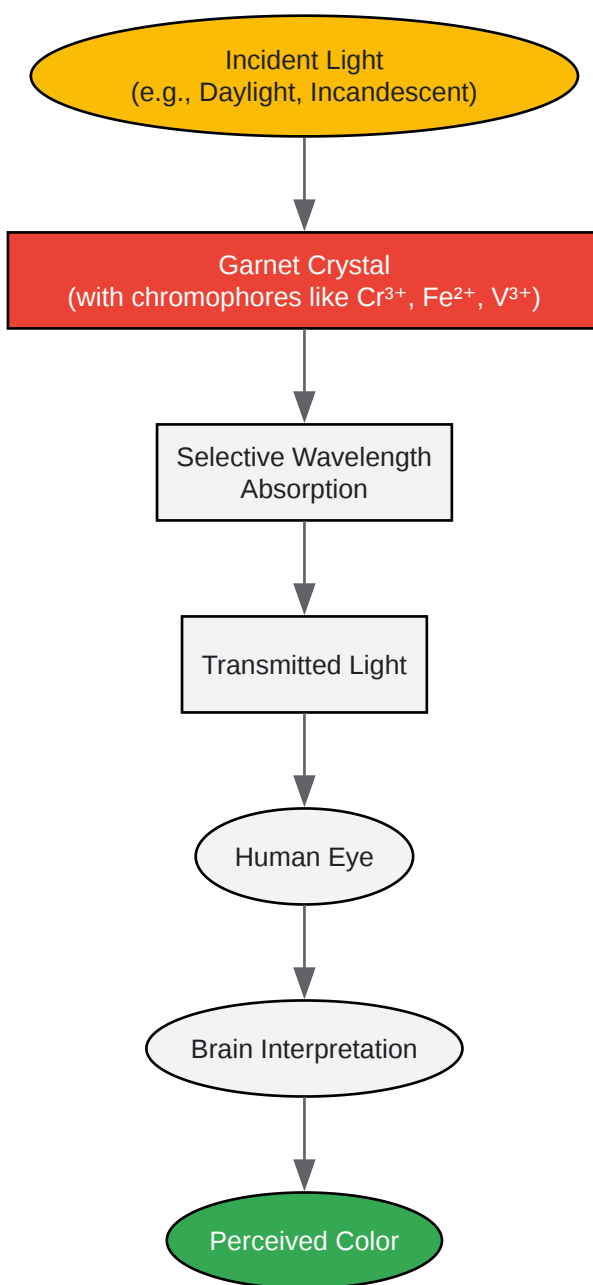 Incident Light
(e.g., Daylight, Incandescent)
Garnet Crystal
(with chromophores like Cr³⁺, Fe²⁺, V³⁺)
Selective Wavelength
Absorption
Transmitted Light
Human Eye
Brain Interpretation
Perceived Color